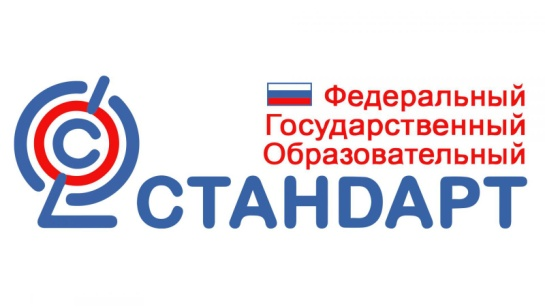 Федеральный
Государственный
Образовательный
С
СТАНДАРТ